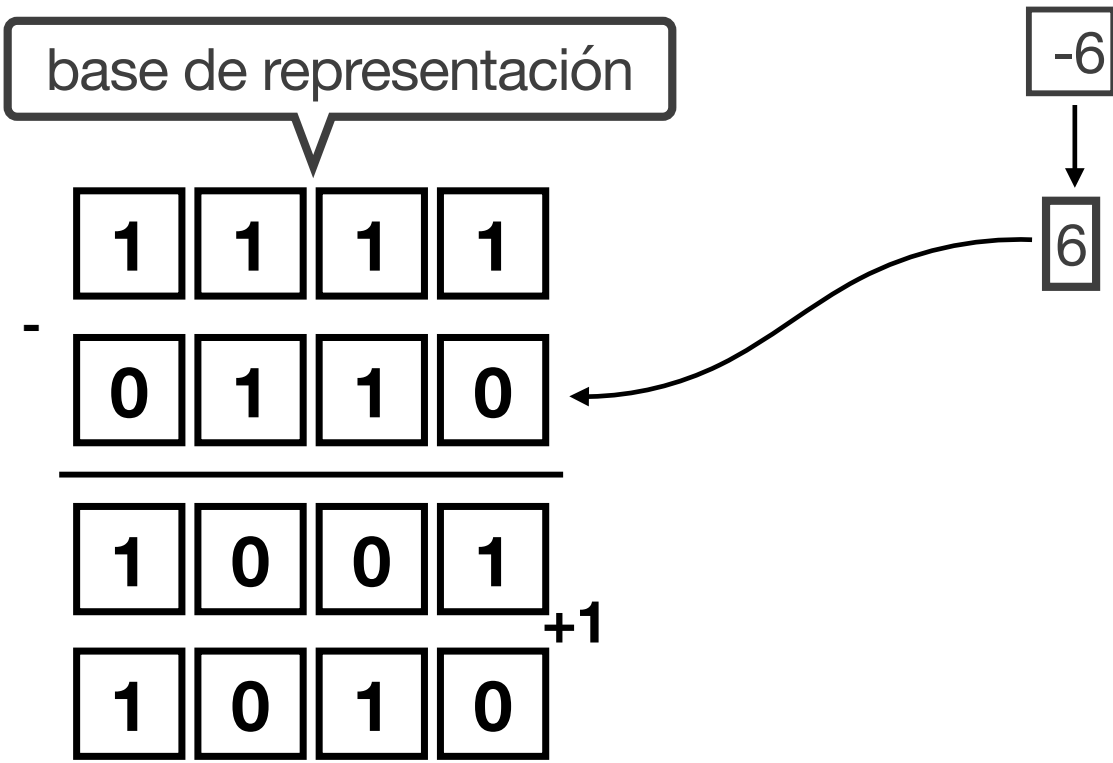 base de representación
-6
1 1 1 1
6
-
0 1 1 0
1 0 0 1
+1
1 0 1 0